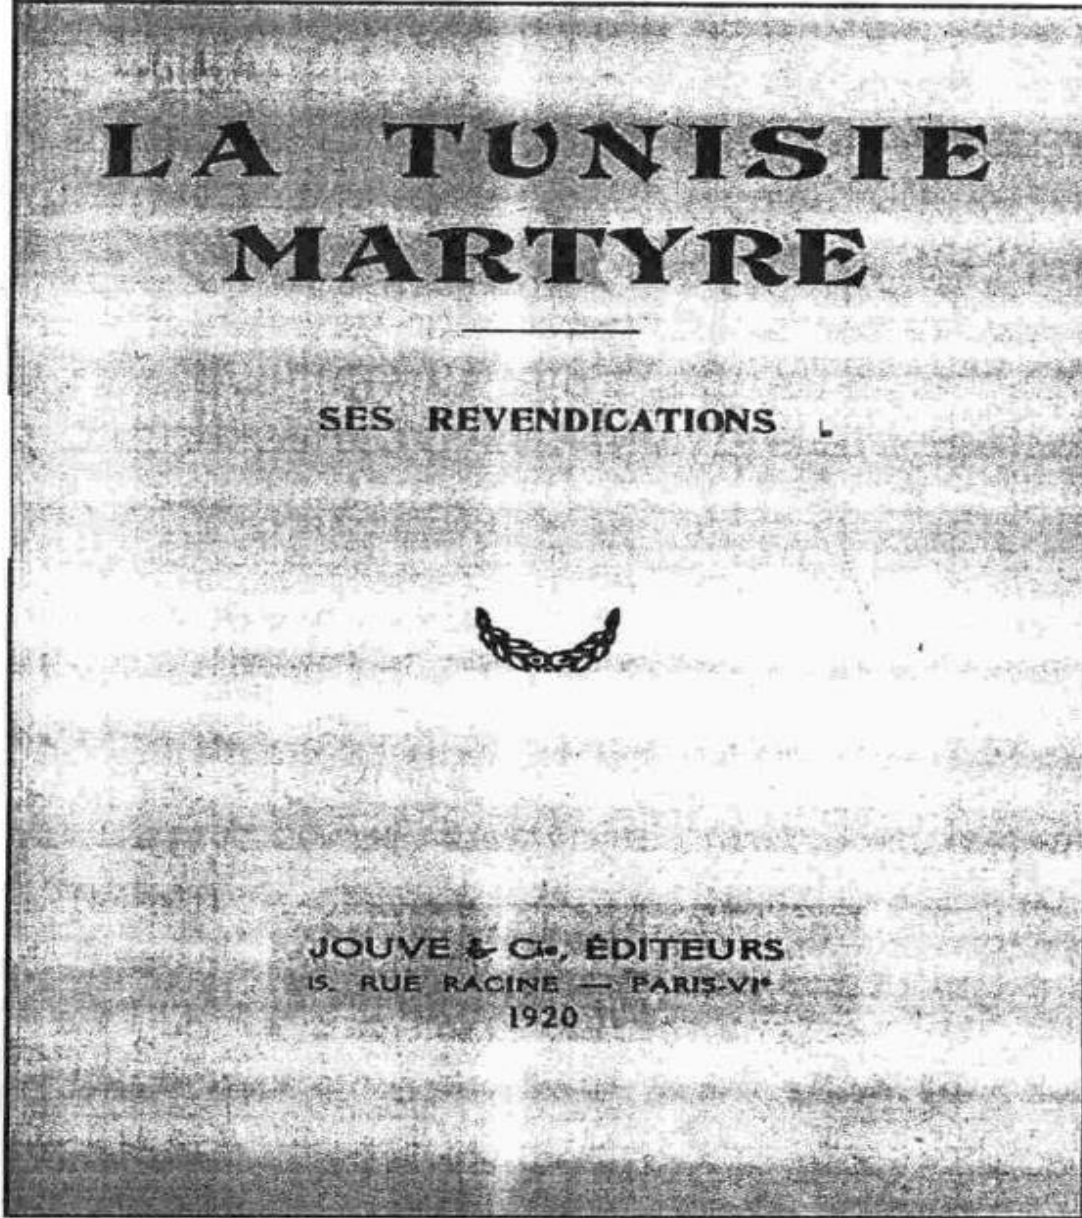 LA TUNISIE
MARTYRE
SES REVENDICATIONS
JOUVE & Cie, ÉDITEURS
15, RUE RACINE — PARIS-VIe
1920